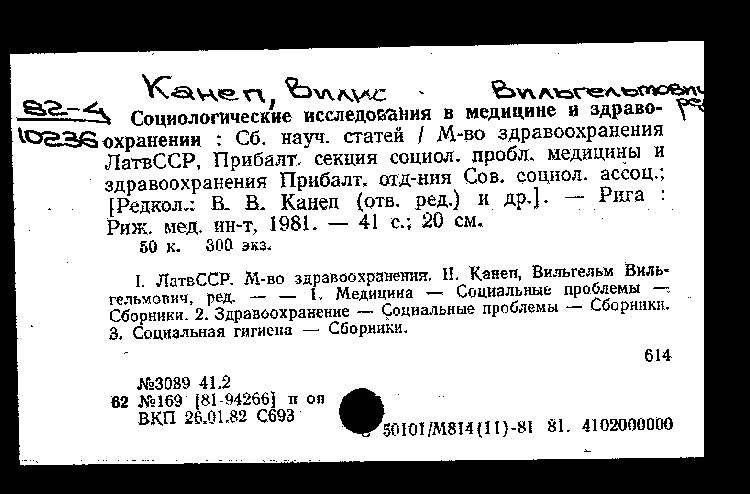 Канеп, Вилис Вильгельмович
ре
82-4
10236
Социологические исследования в медицине и здраво-
охранении : Сб. науч. статей / М-во здравоохранения
ЛатвССР, Прибалт. секция социол. пробл. медицины и
здравоохранения Прибалт. отд-ния Сов. социол. ассоц.;
[Редкол.: В. В. Канеп (отв. ред.) и др.]. — Рига :
Риж. мед. ин-т, 1981. — 41 с.; 20 см.
50 к. 300 экз.
I. ЛатвССР. М-во здравоохранения. II. Канеп, Вильгельм Виль-
гельмович, ред. — — 1. Медицина — Социальные проблемы —
Сборники. 2. Здравоохранение — Социальные проблемы — Сборники.
3. Социальная гигиена — Сборники.
614
№3089 41.2
62 №169 [81-94266] п оп
ВКП 26.01.82 С693
50101/М814(11)-81 81. 4102000000